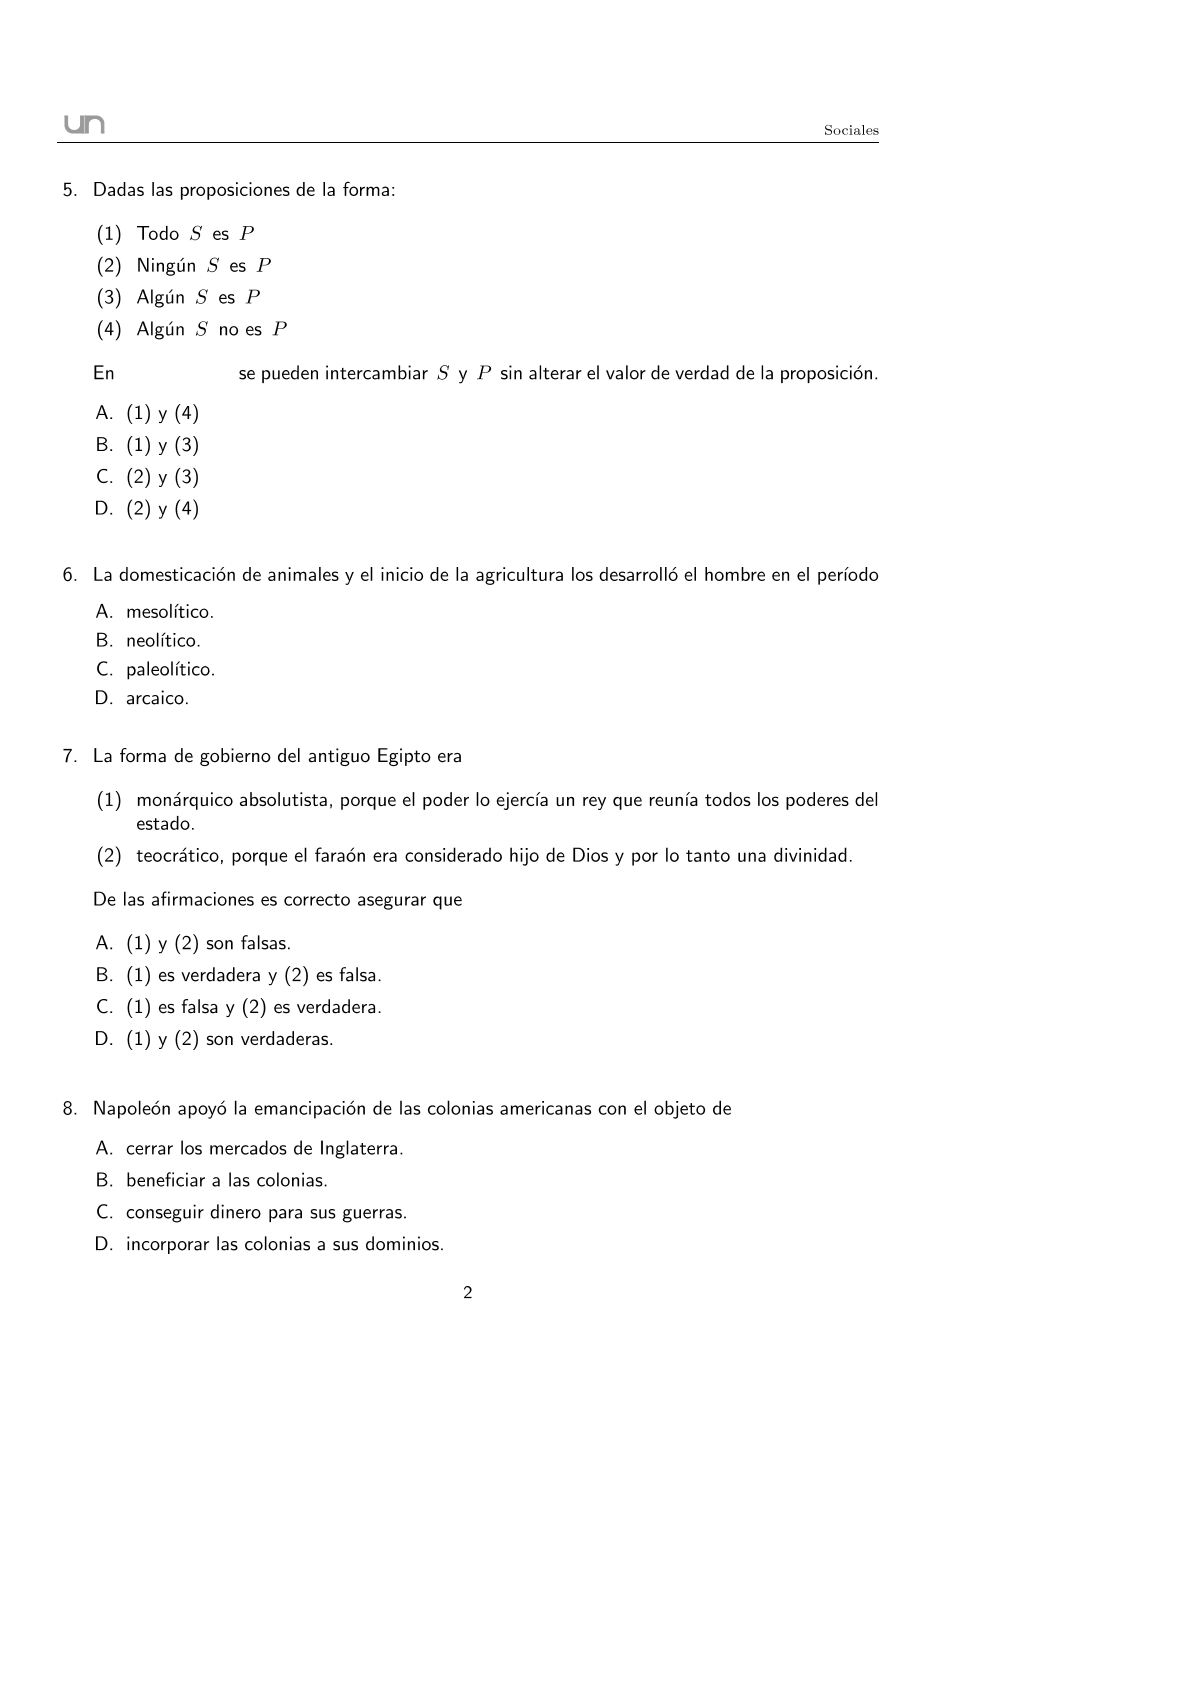 un
Sociales
5. Dadas las proposiciones de la forma:
(1) Todo S es P
(2) Ningún S es P
(3) Algún S es P
(4) Algún S no es P
En se pueden intercambiar S y P sin alterar el valor de verdad de la proposición.
A. (1) y (4)
B. (1) y (3)
C. (2) y (3)
D. (2) y (4)
6. La domesticación de animales y el inicio de la agricultura los desarrolló el hombre en el período
A. mesolítico.
B. neolítico.
C. paleolítico.
D. arcaico.
7. La forma de gobierno del antiguo Egipto era
(1) monárquico absolutista, porque el poder lo ejercía un rey que reunía todos los poderes del
estado.
(2) teocrático, porque el faraón era considerado hijo de Dios y por lo tanto una divinidad.
De las afirmaciones es correcto asegurar que
A. (1) y (2) son falsas.
B. (1) es verdadera y (2) es falsa.
C. (1) es falsa y (2) es verdadera.
D. (1) y (2) son verdaderas.
8. Napoleón apoyó la emancipación de las colonias americanas con el objeto de
A. cerrar los mercados de Inglaterra.
B. beneficiar a las colonias.
C. conseguir dinero para sus guerras.
D. incorporar las colonias a sus dominios.
2